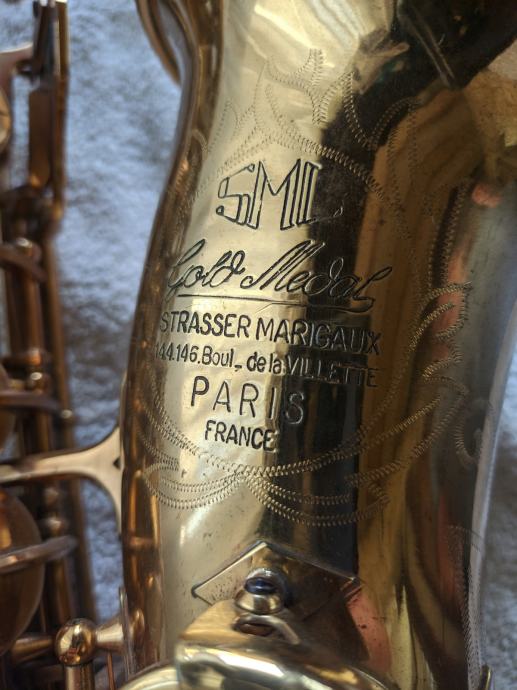 SML
Gold Medal
STRASSER MARIGAUX
144.146.Boul. de la VILLETTE
PARIS
FRANCE